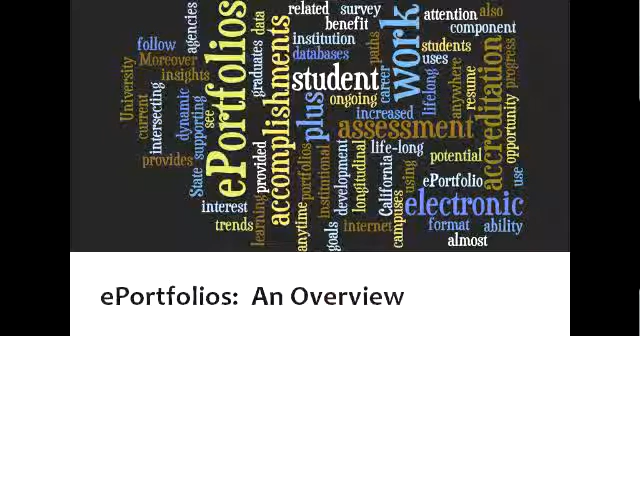 related survey
agencies
ePortfolios
data
benefit
work
attention also
component
institution
follow
databases
paths
students
Moreover
graduates
accomplishments
student
career
uses
insights
University
ongoing
lifelong
anywhere
resume
accreditation
progress
current
intersecting
dynamic
supporting
see
plus
increased
assessment
opportunity
provides
provided
portfolios
institutional
development
longitudinal
life-long
potential
State
California
using
ePortfolio
use
interest
electronic
trends
learning
anytime
goals
internet
campuses
format
ability
almost
ePortfolios: An Overview